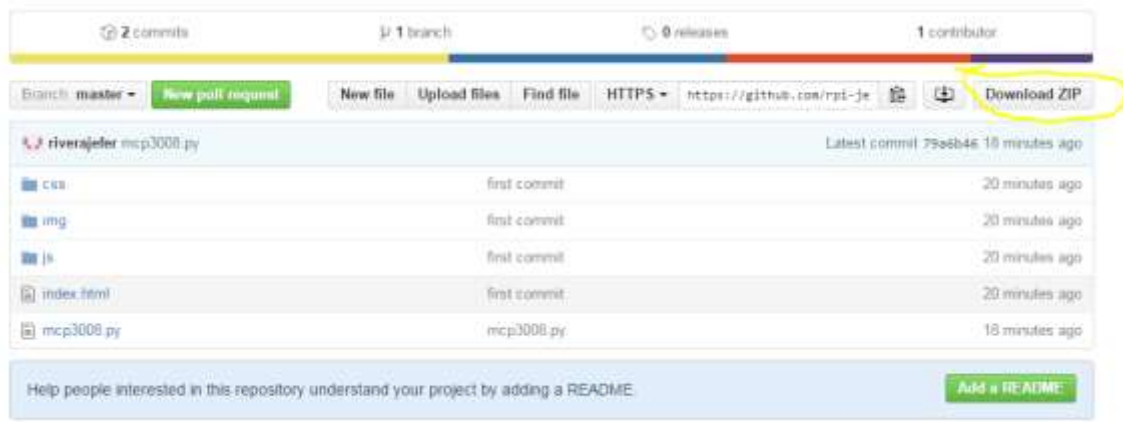 2 commits 1 branch 0 releases 1 contributor
Branch: master New pull request New file Upload files Find file HTTPS https://github.com/rpi-je Download ZIP
riverajefer mcp3008.py Latest commit 79a6b46 18 minutes ago
css first commit 20 minutes ago
img first commit 20 minutes ago
js first commit 20 minutes ago
index.html first commit 20 minutes ago
mcp3008.py mcp3008.py 18 minutes ago
Help people interested in this repository understand your project by adding a README. Add a README